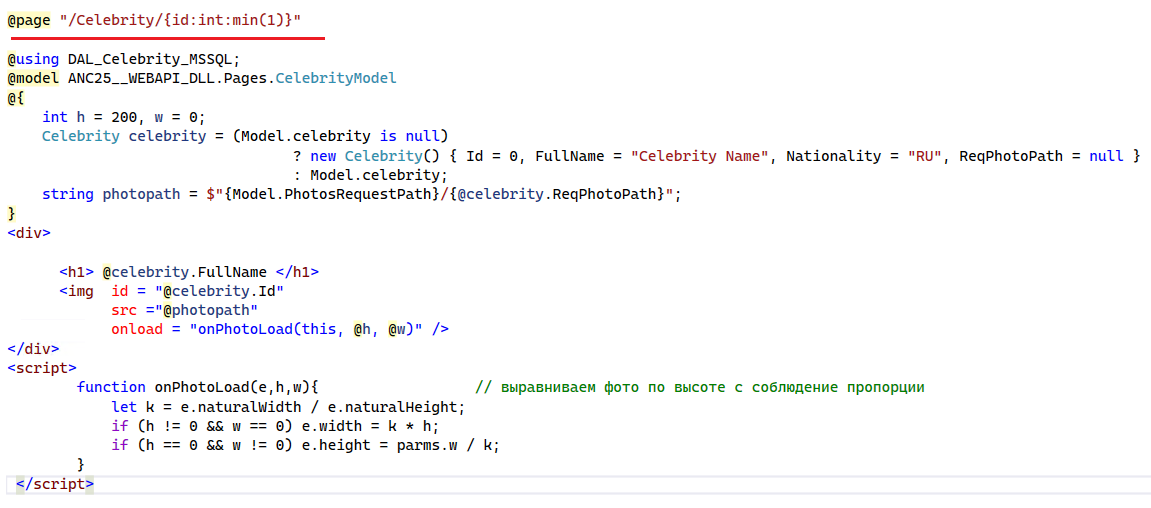 @page "/Celebrity/{id:int:min(1)}"
@using DAL_Celebrity_MSSQL;
@model ANC25__WEBAPI_DLL.Pages.CelebrityModel
@{
    int h = 200, w = 0;
    Celebrity celebrity = (Model.celebrity is null)
                                 ? new Celebrity() { Id = 0, FullName = "Celebrity Name", Nationality = "RU", ReqPhotoPath = null }
                                 : Model.celebrity;
    string photopath = $"{Model.PhotosRequestPath}/{@celebrity.ReqPhotoPath}";
}
<div>
      <h1> @celebrity.FullName </h1>
      <img  id = "@celebrity.Id"
            src ="@photopath"
            onload = "onPhotoLoad(this, @h, @w)" />
</div>
<script>
        function onPhotoLoad(e,h,w){                  // выравниваем фото по высоте с соблюдение пропорции
            let k = e.naturalWidth / e.naturalHeight;
            if (h != 0 && w == 0) e.width = k * h;
            if (h == 0 && w != 0) e.height = parms.w / k;
        }
 </script>